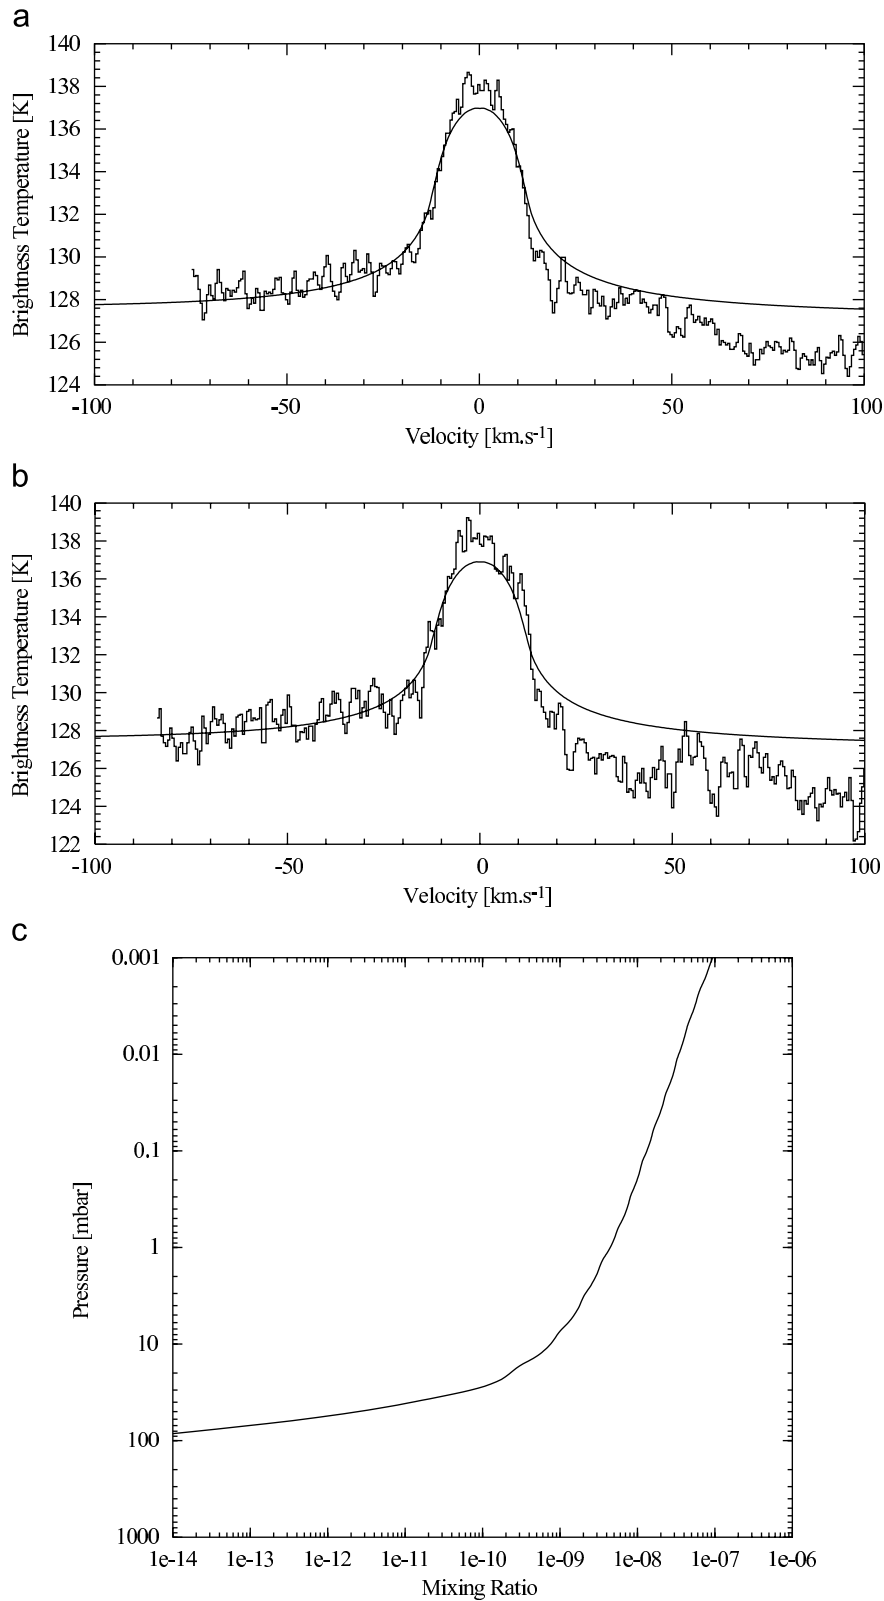 a
140
138
136
134
132
130
128
126
124
Brightness Temperature [K]
-100 -50 0 50 100
Velocity [km.s-1]
b
140
138
136
134
132
130
128
126
124
122
Brightness Temperature [K]
-100 -50 0 50 100
Velocity [km.s-1]
c
0.001
0.01
0.1
1
10
100
1000
Pressure [mbar]
1e-14 1e-13 1e-12 1e-11 1e-10 1e-09 1e-08 1e-07 1e-06
Mixing Ratio